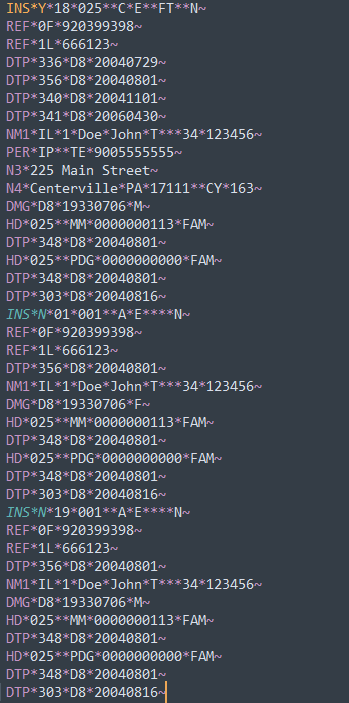 INS*Y*18*025**C*E**FT**N~
REF*0F*920399398~
REF*1L*666123~
DTP*336*D8*20040729~
DTP*356*D8*20040801~
DTP*340*D8*20041101~
DTP*341*D8*20060430~
NM1*IL*1*Doe*John*T***34*123456~
PER*IP**TE*9005555555~
N3*225 Main Street~
N4*Centerville*PA*17111**CY*163~
DMG*D8*19330706*M~
HD*025**MM*0000000113*FAM~
DTP*348*D8*20040801~
HD*025**PDG*0000000000*FAM~
DTP*348*D8*20040801~
DTP*303*D8*20040816~
INS*N*01*001**A*E****N~
REF*0F*920399398~
REF*1L*666123~
DTP*356*D8*20040801~
NM1*IL*1*Doe*John*T***34*123456~
DMG*D8*19330706*F~
HD*025**MM*0000000113*FAM~
DTP*348*D8*20040801~
HD*025**PDG*0000000000*FAM~
DTP*348*D8*20040801~
DTP*303*D8*20040816~
INS*N*19*001**A*E****N~
REF*0F*920399398~
REF*1L*666123~
DTP*356*D8*20040801~
NM1*IL*1*Doe*John*T***34*123456~
DMG*D8*19330706*M~
HD*025**MM*0000000113*FAM~
DTP*348*D8*20040801~
HD*025**PDG*0000000000*FAM~
DTP*348*D8*20040801~
DTP*303*D8*20040816~